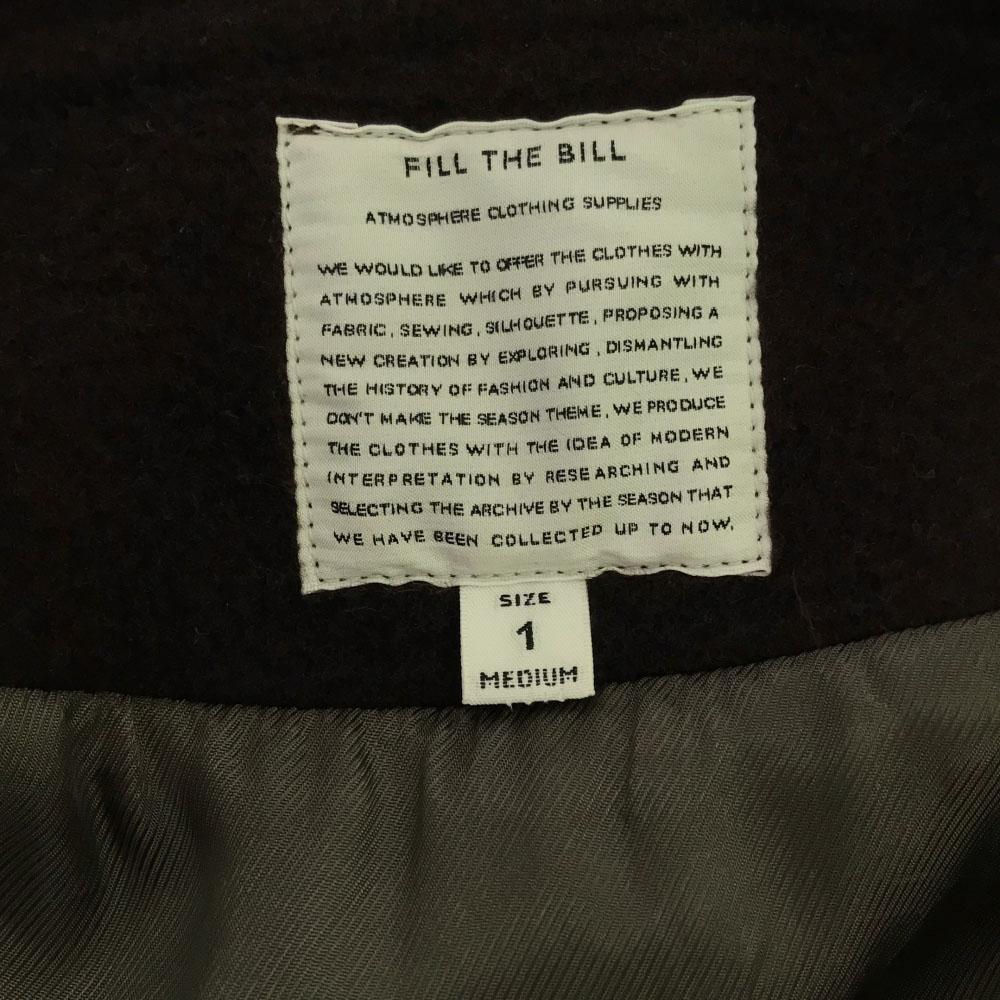 FILL THE BILL
ATMOSPHERE CLOTHING SUPPLIES
WE WOULD LIKE TO OFFER THE CLOTHES WITH
ATMOSPHERE WHICH BY PURSUING WITH
FABRIC, SEWING, SILHOUETTE, PROPOSING A
NEW CREATION BY EXPLORING, DISMANTLING
THE HISTORY OF FASHION AND CULTURE, WE
DON'T MAKE THE SEASON THEME, WE PRODUCE
THE CLOTHES WITH THE IDEA OF MODERN
INTERPRETATION BY RESEARCHING AND
SELECTING THE ARCHIVE BY THE SEASON THAT
WE HAVE BEEN COLLECTED UP TO NOW.
SIZE
1
MEDIUM